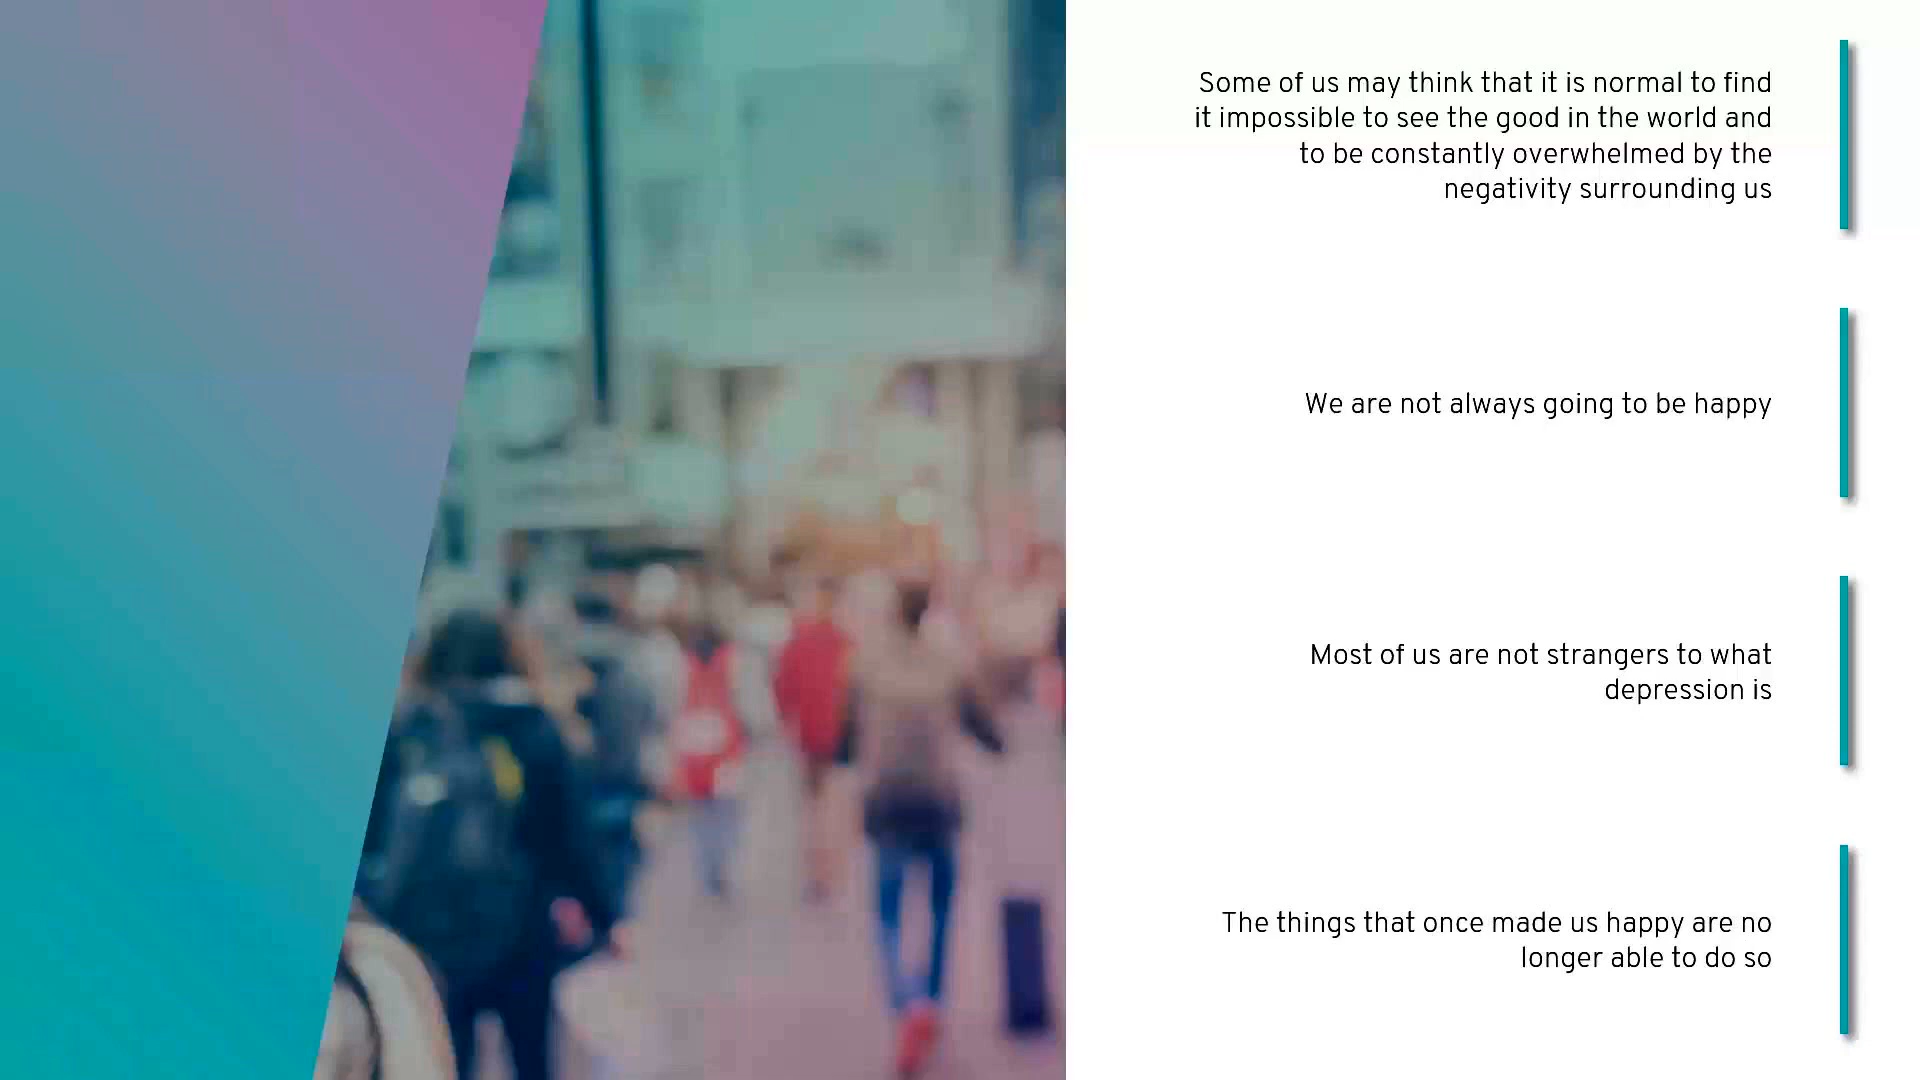 Some of us may think that it is normal to find
it impossible to see the good in the world and
to be constantly overwhelmed by the
negativity surrounding us
We are not always going to be happy
Most of us are not strangers to what
depression is
The things that once made us happy are no
longer able to do so